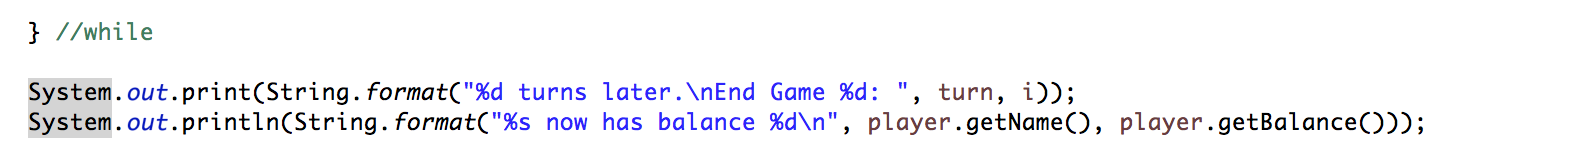 } //while
System.out.print(String.format("%d turns later.\nEnd Game %d: ", turn, i));
System.out.println(String.format("%s now has balance %d\n", player.getName(), player.getBalance()));